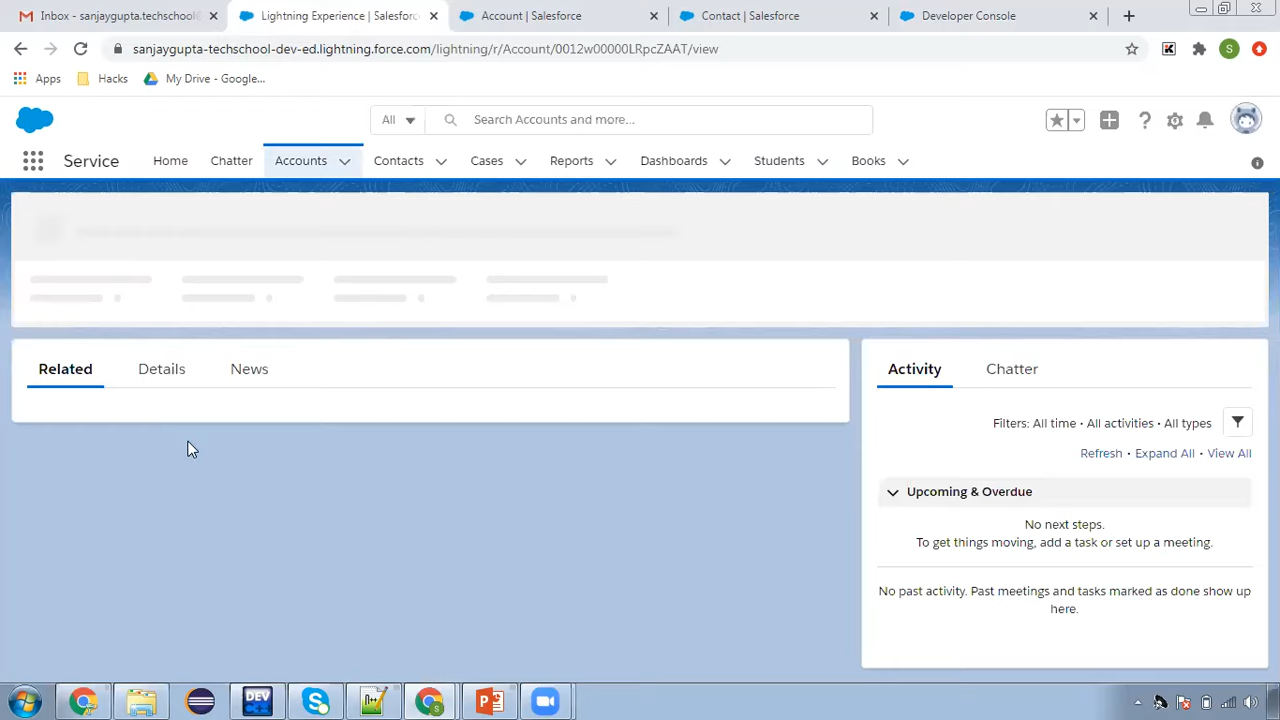 Inbox - sanjaygupta.techschool
Lightning Experience | Salesforc
Account | Salesforce
Contact | Salesforce
Developer Console
sanjaygupta-techschool-dev-ed.lightning.force.com/lightning/r/Account/0012w00000LRpcZAAT/view
S
Apps
Hacks
My Drive - Google...
All
Search Accounts and more...
Service
Home
Chatter
Accounts
Contacts
Cases
Reports
Dashboards
Students
Books
Related
Details
News
Activity
Chatter
Filters: All time • All activities • All types
Refresh • Expand All • View All
Upcoming & Overdue
No next steps.
To get things moving, add a task or set up a meeting.
No past activity. Past meetings and tasks marked as done show up
here.
DEV